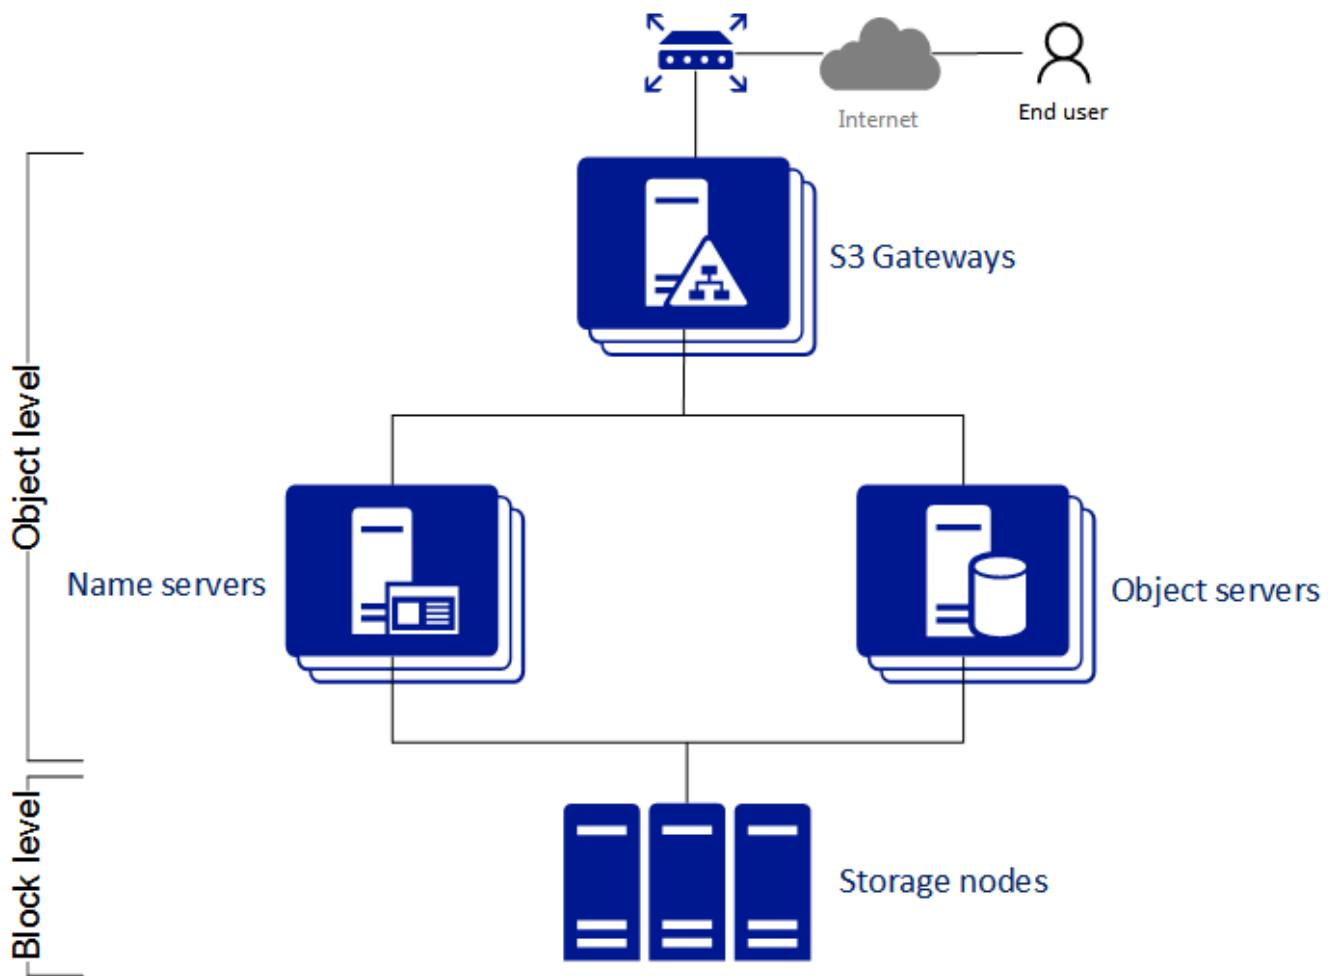 Internet
End user
S3 Gateways
Object level
Name servers
Object servers
Block level
Storage nodes